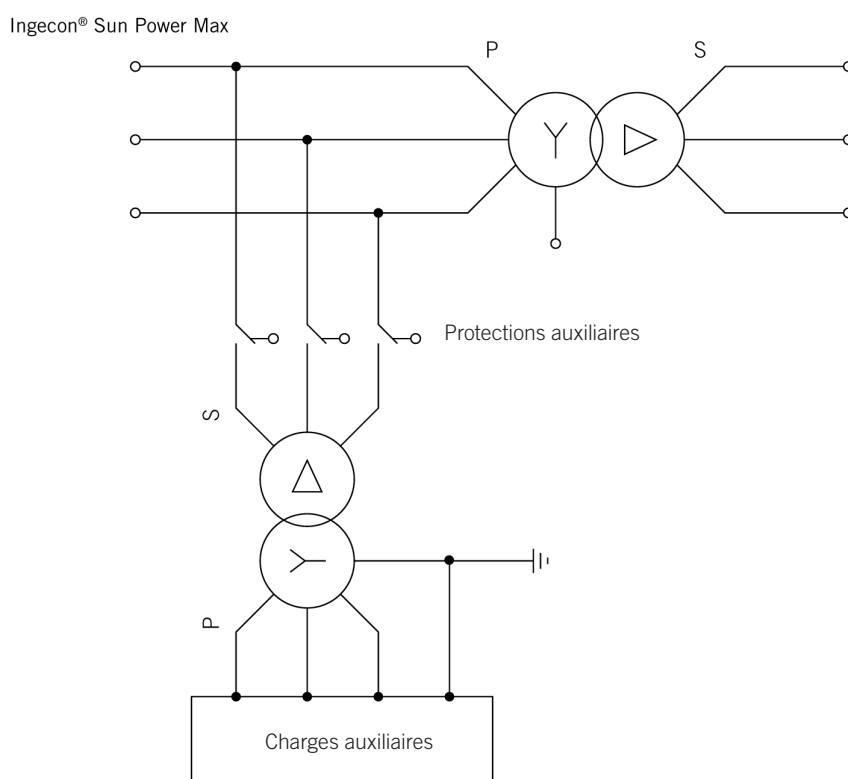 Ingecon® Sun Power Max
P
S
Protections auxiliaires
S
P
Charges auxiliaires